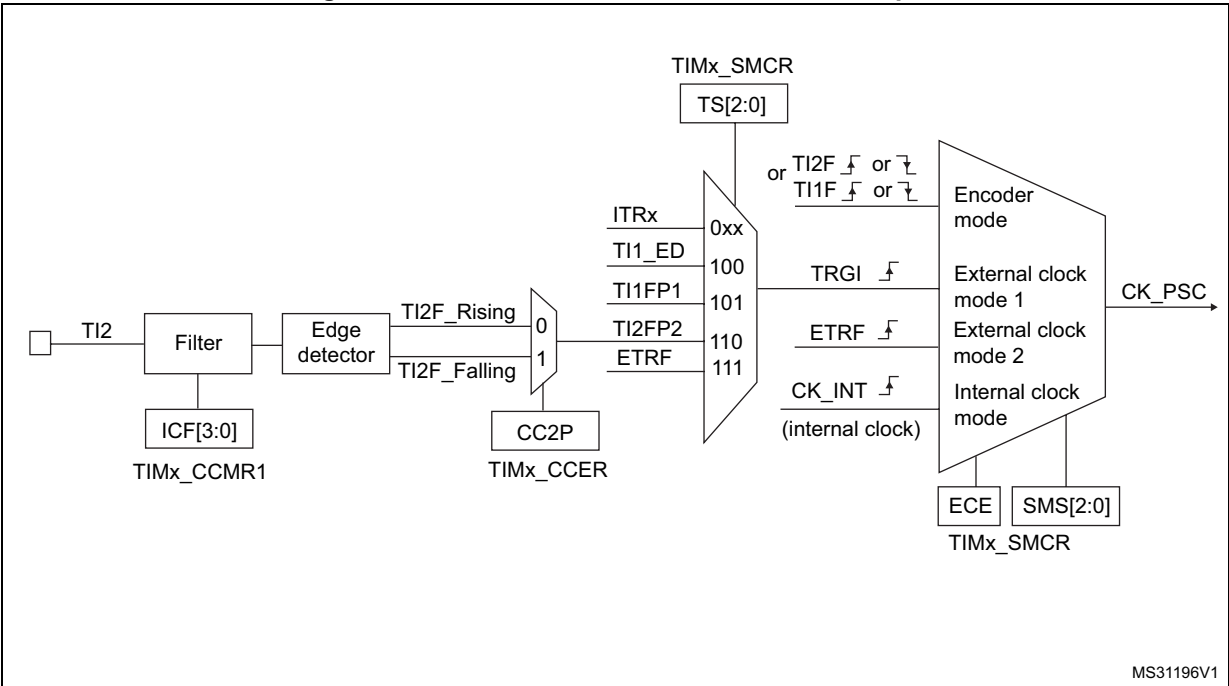 TIMx_SMCR
TS[2:0]
or TI2F or
TI1F or
Encoder
mode
ITRx
0xx
TI1_ED
100
TRGI
External clock
mode 1
CK_PSC
TI1FP1
101
TI2F_Rising
0
TI2
Filter
Edge
detector
TI2FP2
110
ETRF
External clock
mode 2
ETRF
111
TI2F_Falling
1
CK_INT
Internal clock
mode
(internal clock)
ICF[3:0]
CC2P
TIMx_CCMR1
TIMx_CCER
ECE
SMS[2:0]
TIMx_SMCR
MS31196V1